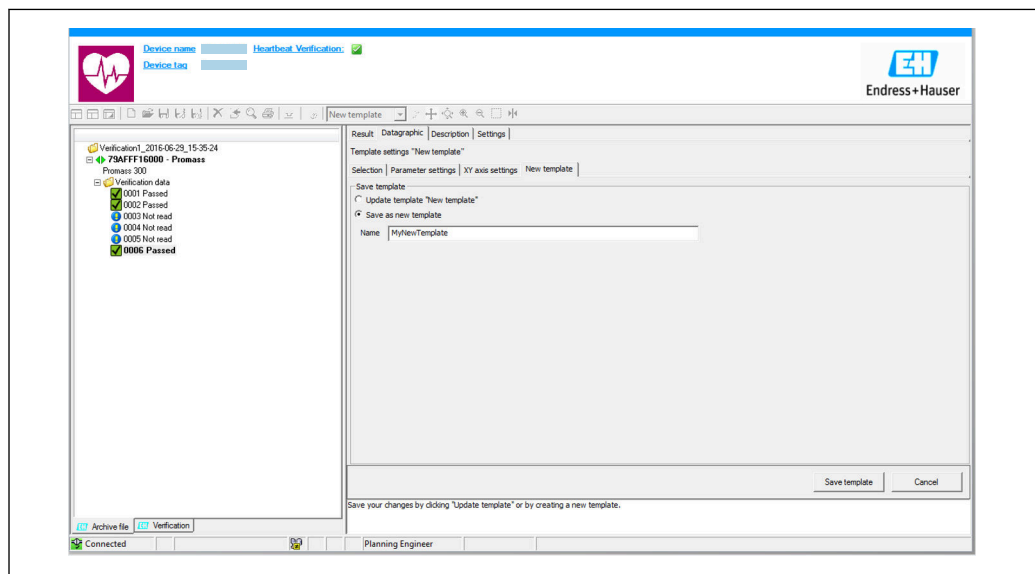 Device name Heartbeat Verification:
Device tag
Endress+Hauser
New template
Result Datagraphic Description Settings
Verification1_2016-06-29_15-35-24
79AFFF16000 - Promass
Promass 300
Verification data
0001 Passed
0002 Passed
0003 Not read
0004 Not read
0005 Not read
0006 Passed
Template settings "New template"
Selection Parameter settings XY axis settings New template
Save template
Update template "New template"
Save as new template
Name MyNewTemplate
Save template Cancel
Save your changes by clicking "Update template" or by creating a new template.
Archive file Verification
Connected Planning Engineer